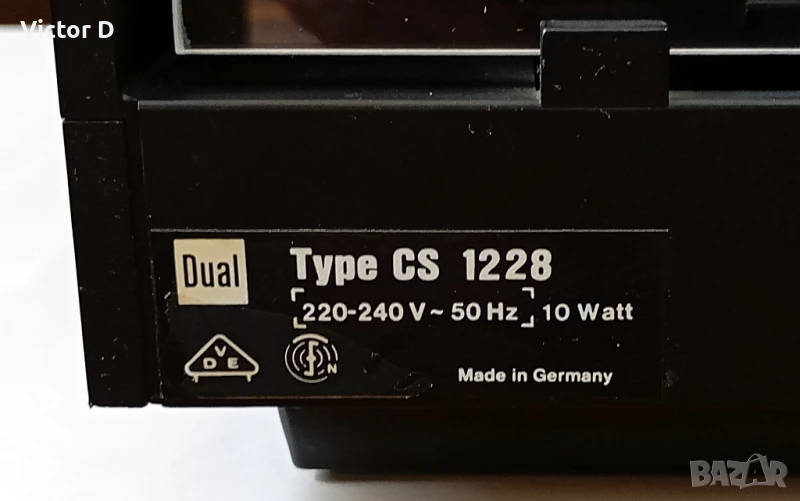 Victor D
Dual
Type CS 1228
220-240 V ~ 50 Hz 10 Watt
V
D E
N
Made in Germany
BAZAR